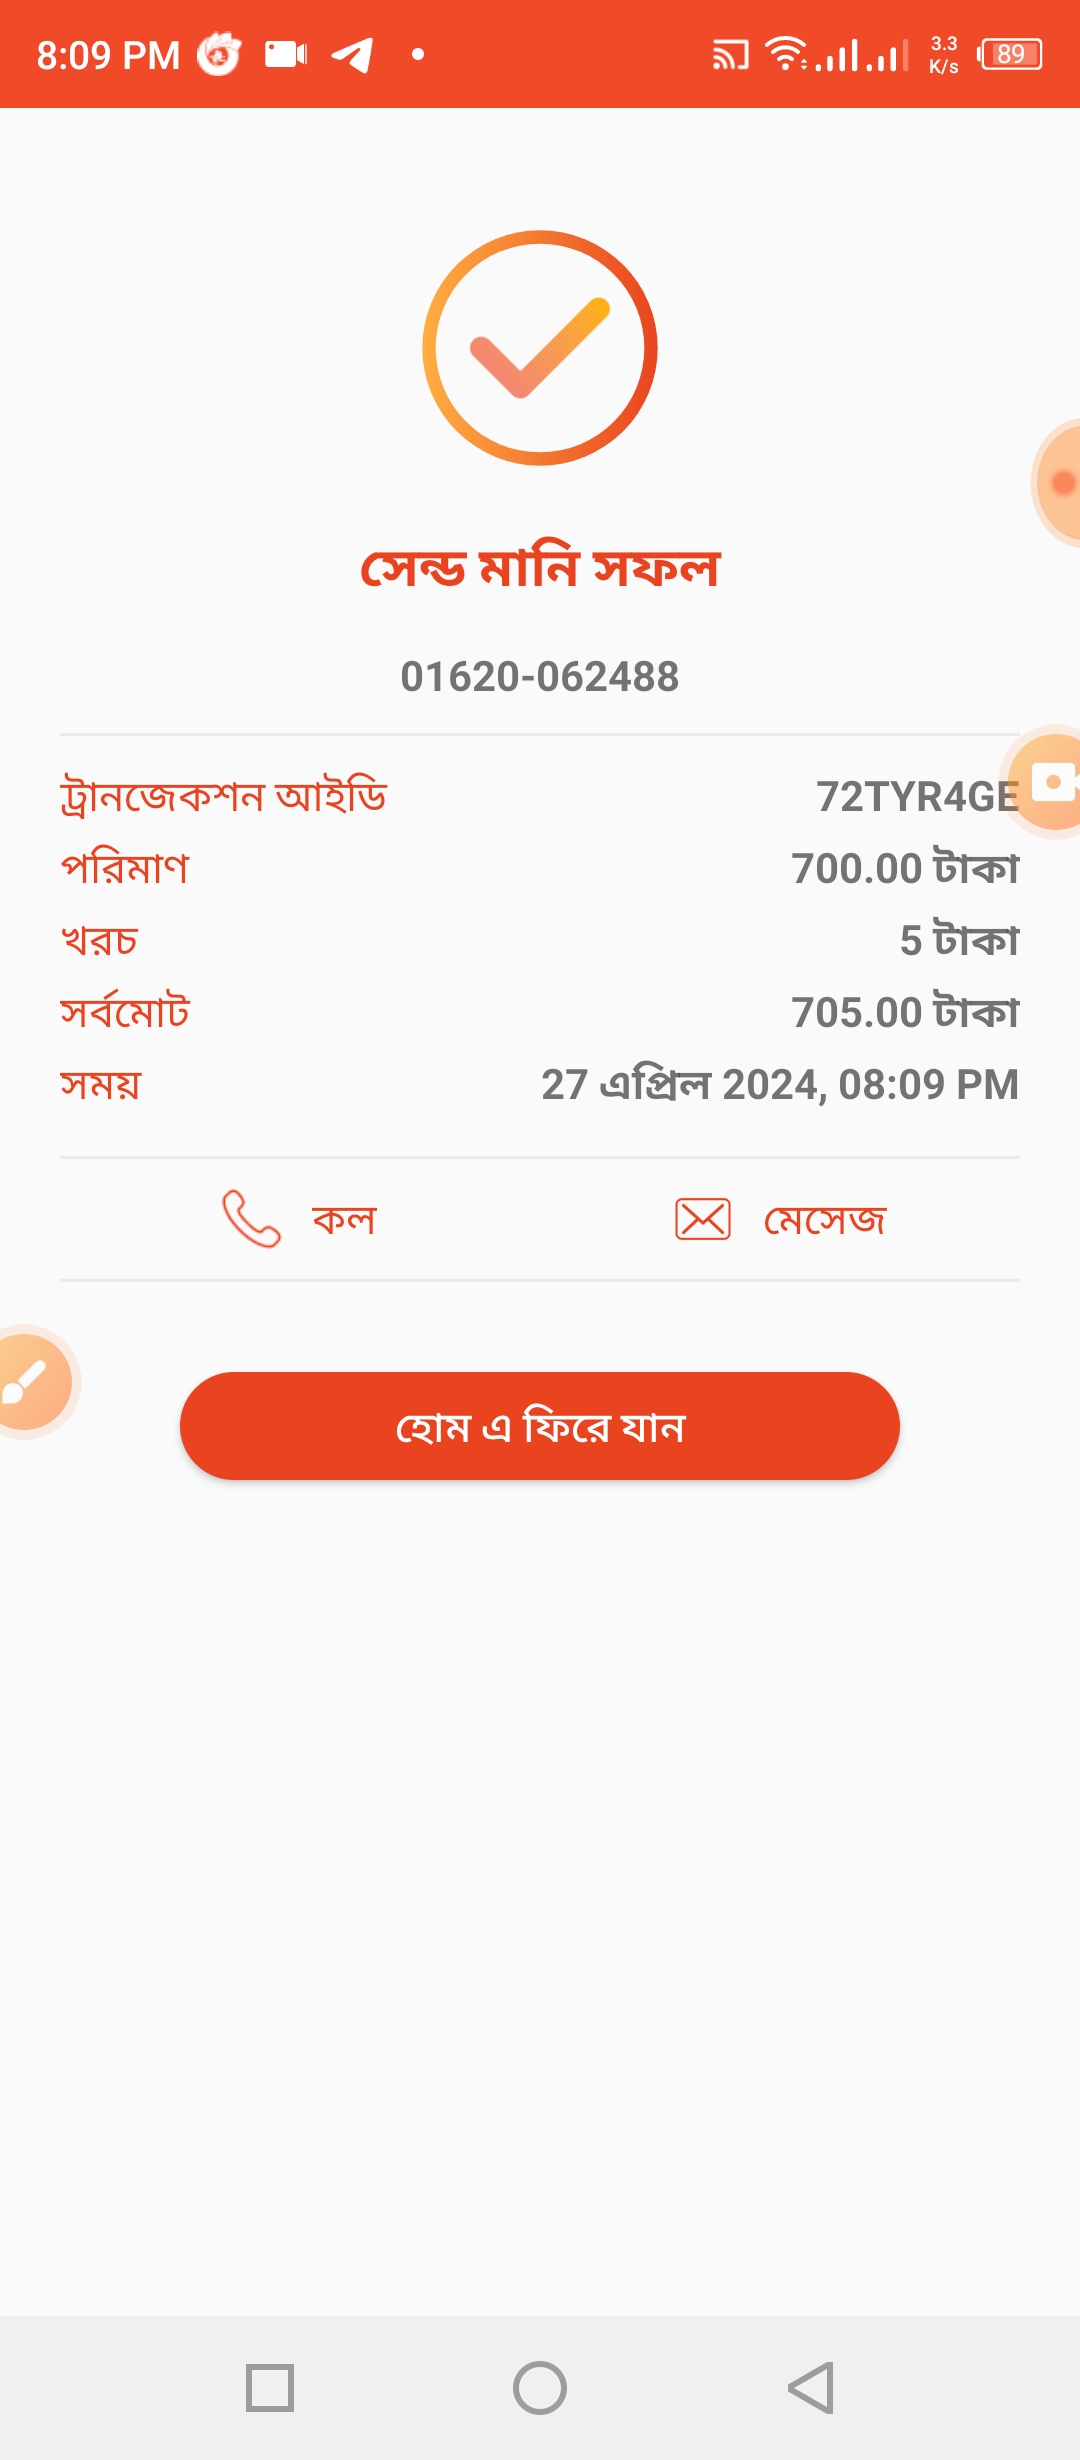 8:09 PM
3.3
K/s
89
সেন্ড মানি সফল
01620-062488
ট্রানজেকশন আইডি 72TYR4GE
পরিমাণ 700.00 টাকা
খরচ 5 টাকা
সর্বমোট 705.00 টাকা
সময় 27 এপ্রিল 2024, 08:09 PM
কল মেসেজ
হোম এ ফিরে যান